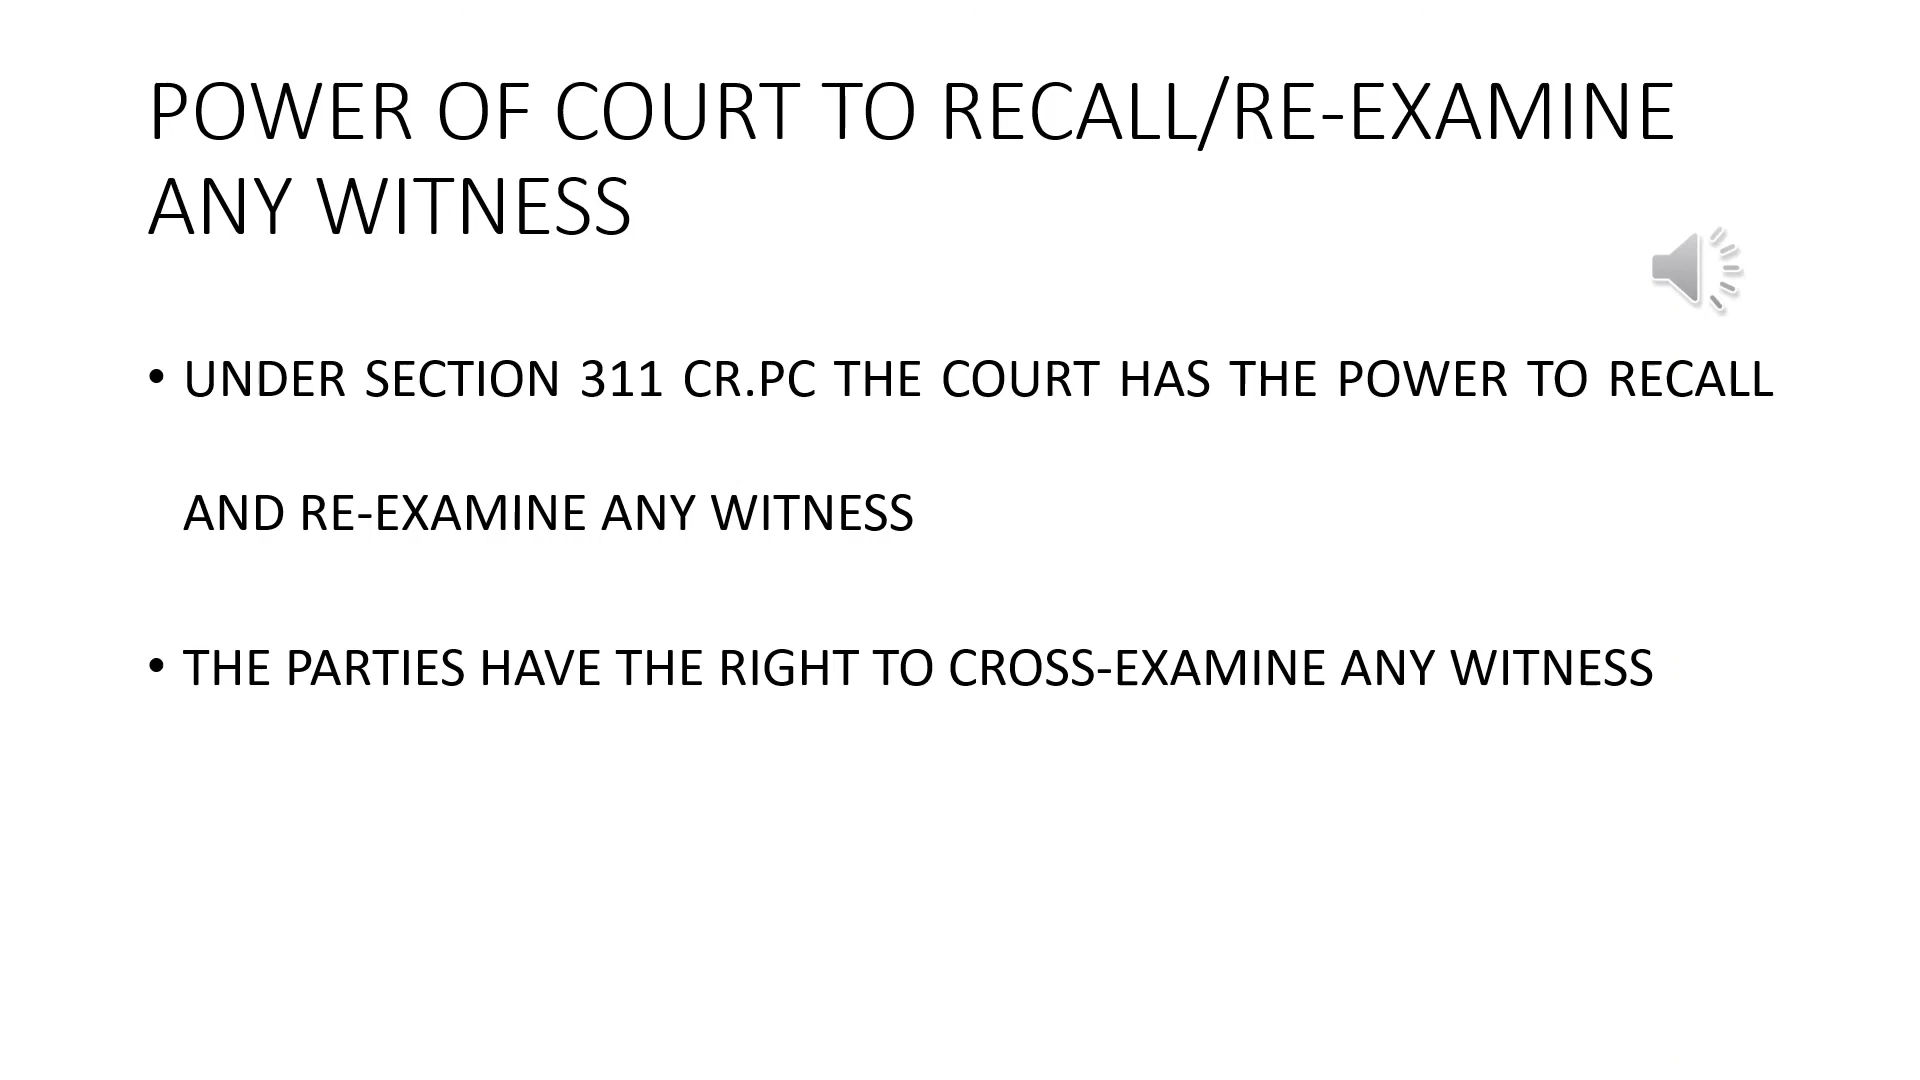 POWER OF COURT TO RECALL/RE-EXAMINE
ANY WITNESS
• UNDER SECTION 311 CR.PC THE COURT HAS THE POWER TO RECALL
AND RE-EXAMINE ANY WITNESS
• THE PARTIES HAVE THE RIGHT TO CROSS-EXAMINE ANY WITNESS